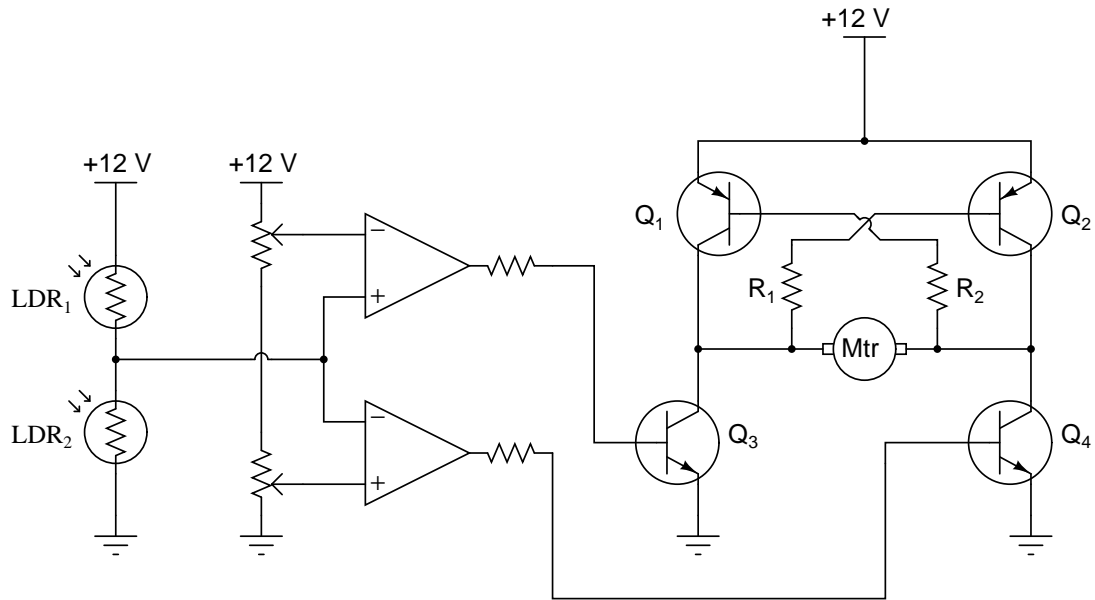 +12 V
+12 V
+12 V
Q1
Q2
LDR1
R1
R2
Mtr
LDR2
Q3
Q4
−
+
−
+